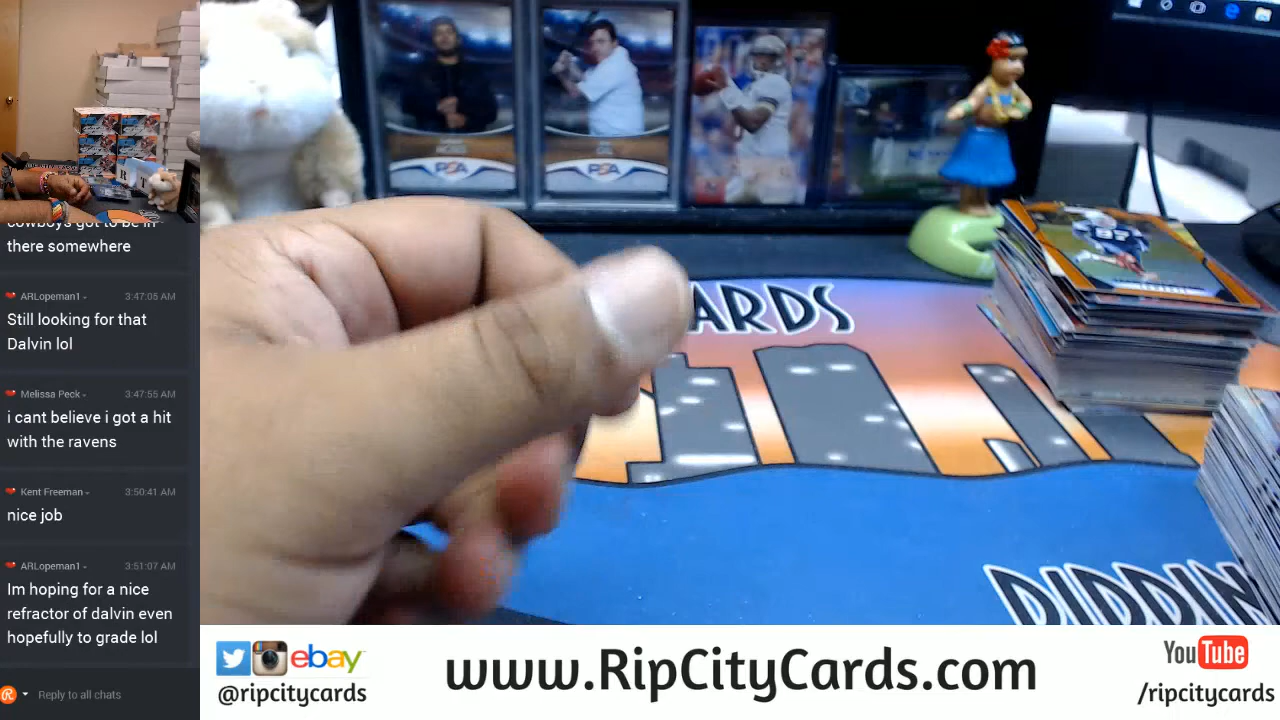 cowboys got to be in
there somewhere
ARLopeman1 3:47:05 AM
Still looking for that
Dalvin lol
Melissa Peck 3:47:55 AM
i cant believe i got a hit
with the ravens
Kent Freeman 3:50:41 AM
nice job
ARLopeman1 3:51:07 AM
Im hoping for a nice
refractor of dalvin even
hopefully to grade lol
Reply to all chats
ARDS
RIPPIN
ebay
@ripcitycards
www.RipCityCards.com
YouTube
/ripcitycards